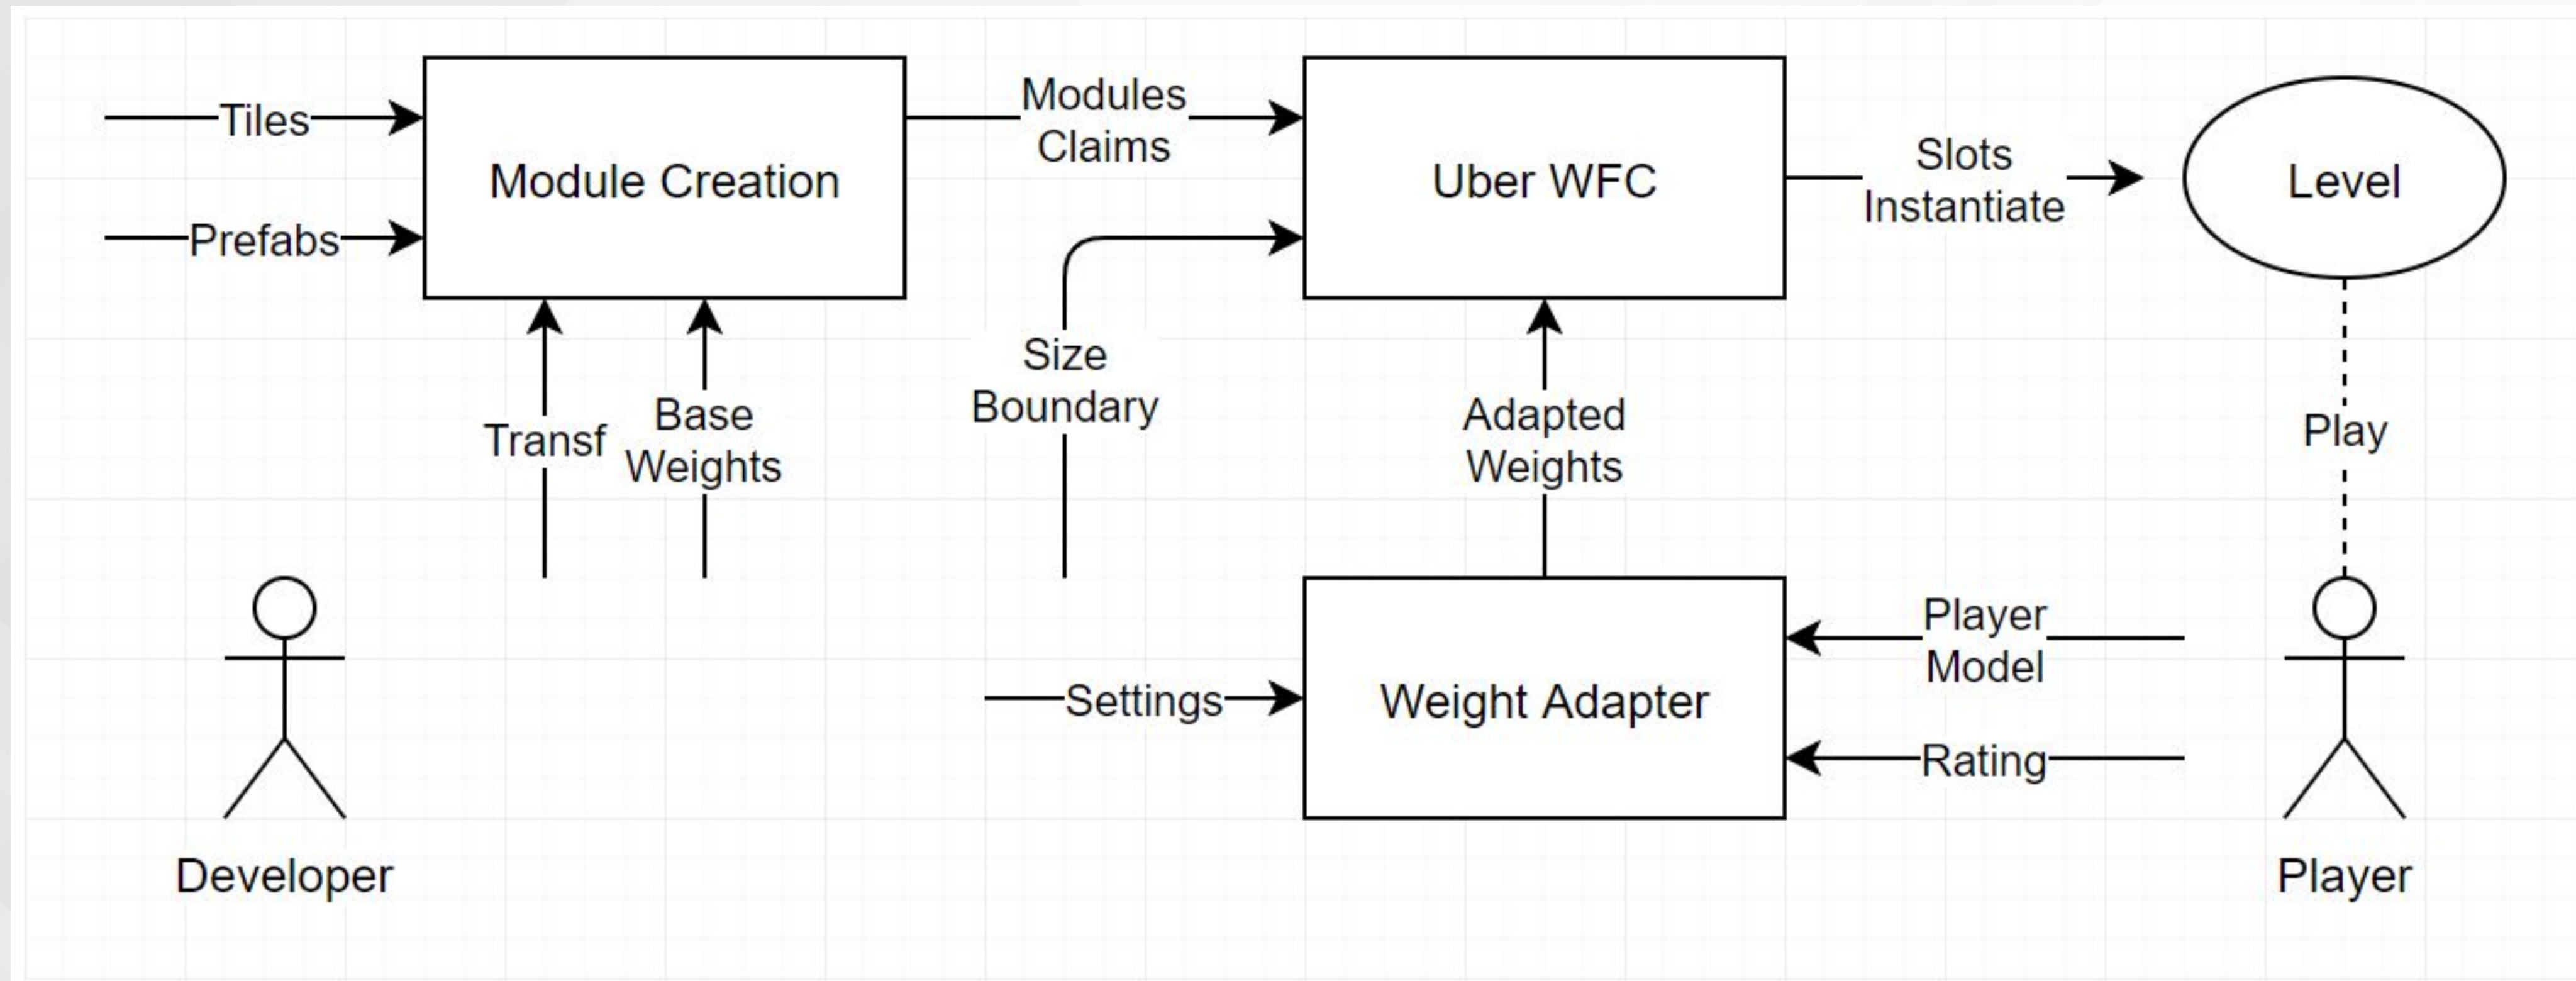 Tiles
Prefabs
Module Creation
Modules
Claims
Uber WFC
Slots
Instantiate
Level
Transf
Base
Weights
Size
Boundary
Adapted
Weights
Play
Developer
Settings
Weight Adapter
Player
Model
Rating
Player